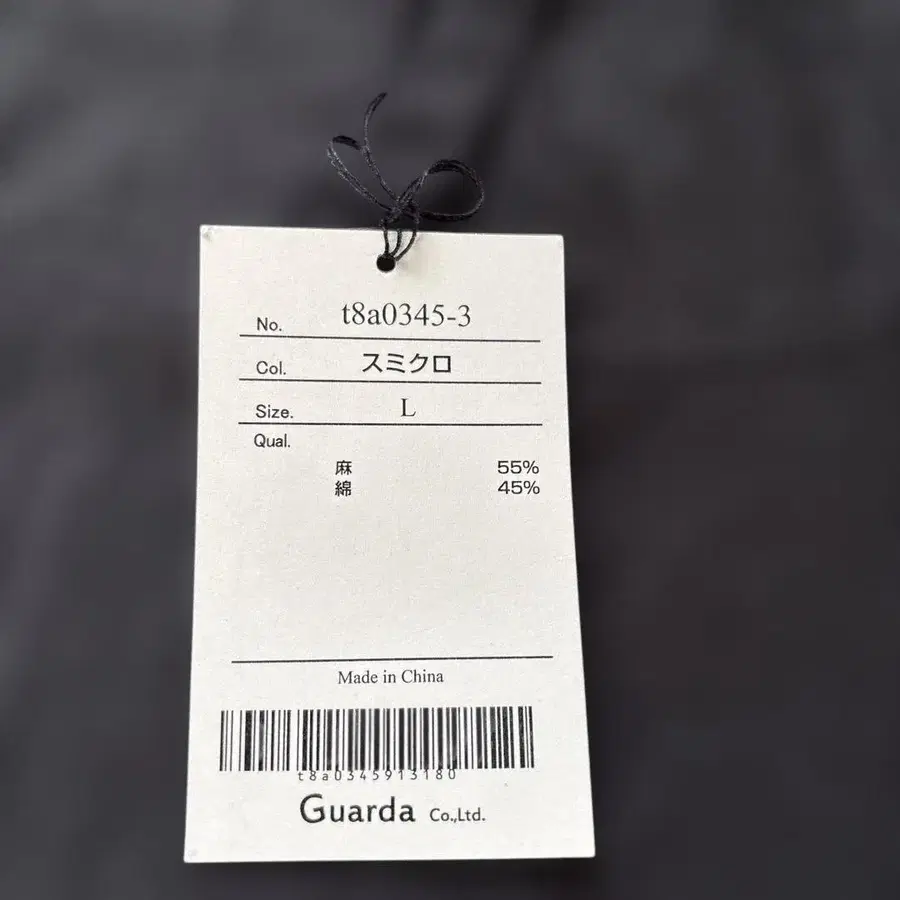 No. t8a0345-3
Col. スミクロ
Size. L
Qual.
麻 55%
綿 45%
Made in China
t8a0345913180
Guarda Co.,Ltd.